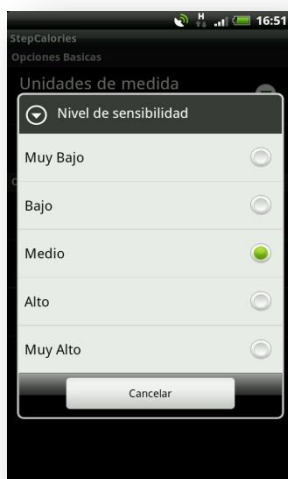 H 16:51
StepCalories
Opciones Basicas
Unidades de medida
Nivel de sensibilidad
Muy Bajo
Bajo
Medio
Alto
Muy Alto
Cancelar